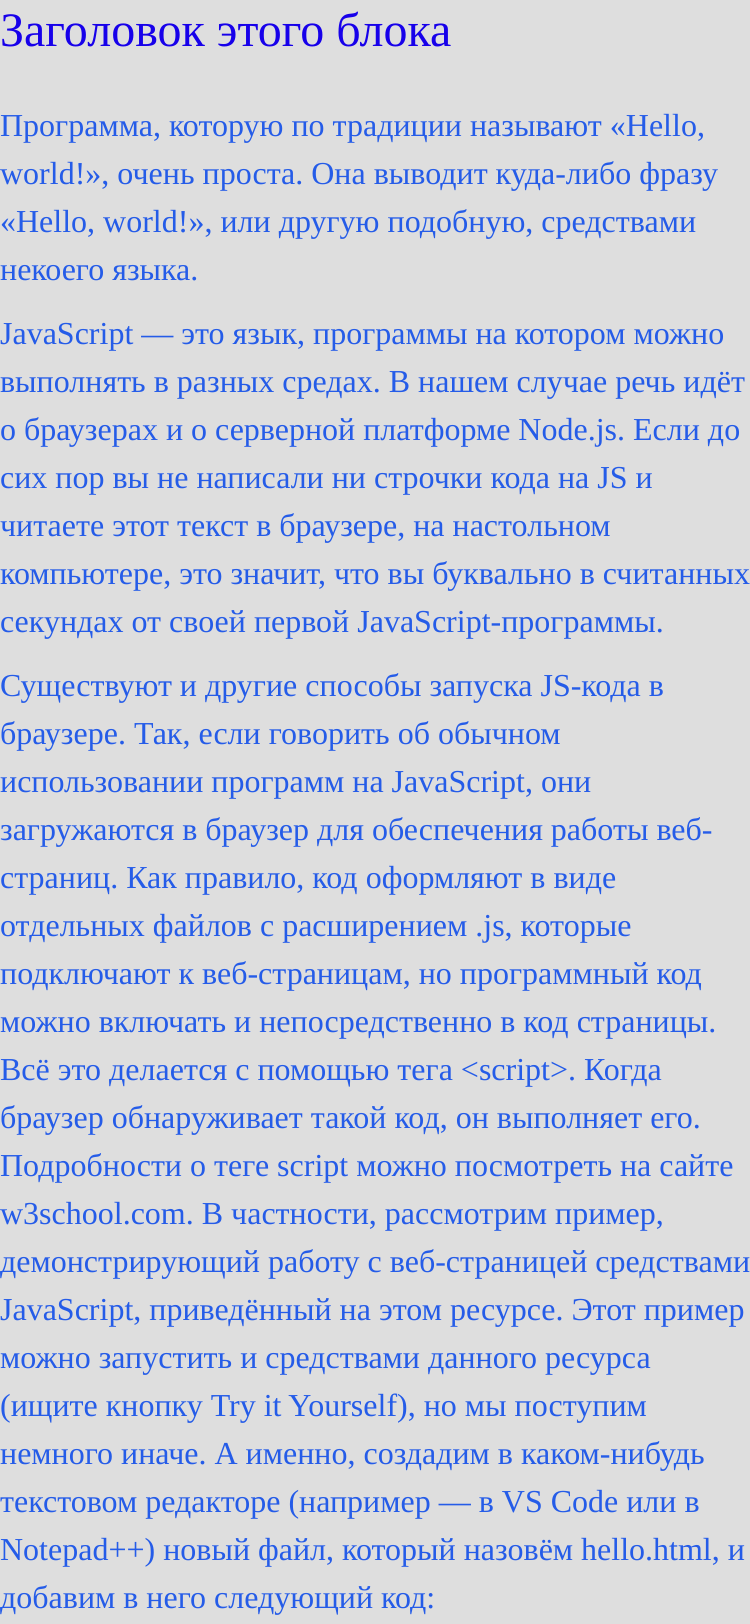 Заголовок этого блока
Программа, которую по традиции называют «Hello,
world!», очень проста. Она выводит куда-либо фразу
«Hello, world!», или другую подобную, средствами
некоего языка.
JavaScript — это язык, программы на котором можно
выполнять в разных средах. В нашем случае речь идёт
о браузерах и о серверной платформе Node.js. Если до
сих пор вы не написали ни строчки кода на JS и
читаете этот текст в браузере, на настольном
компьютере, это значит, что вы буквально в считанных
секундах от своей первой JavaScript-программы.
Существуют и другие способы запуска JS-кода в
браузере. Так, если говорить об обычном
использовании программ на JavaScript, они
загружаются в браузер для обеспечения работы веб-
страниц. Как правило, код оформляют в виде
отдельных файлов с расширением .js, которые
подключают к веб-страницам, но программный код
можно включать и непосредственно в код страницы.
Всё это делается с помощью тега <script>. Когда
браузер обнаруживает такой код, он выполняет его.
Подробности о теге script можно посмотреть на сайте
w3school.com. В частности, рассмотрим пример,
демонстрирующий работу с веб-страницей средствами
JavaScript, приведённый на этом ресурсе. Этот пример
можно запустить и средствами данного ресурса
(ищите кнопку Try it Yourself), но мы поступим
немного иначе. А именно, создадим в каком-нибудь
текстовом редакторе (например — в VS Code или в
Notepad++) новый файл, который назовём hello.html, и
добавим в него следующий код: